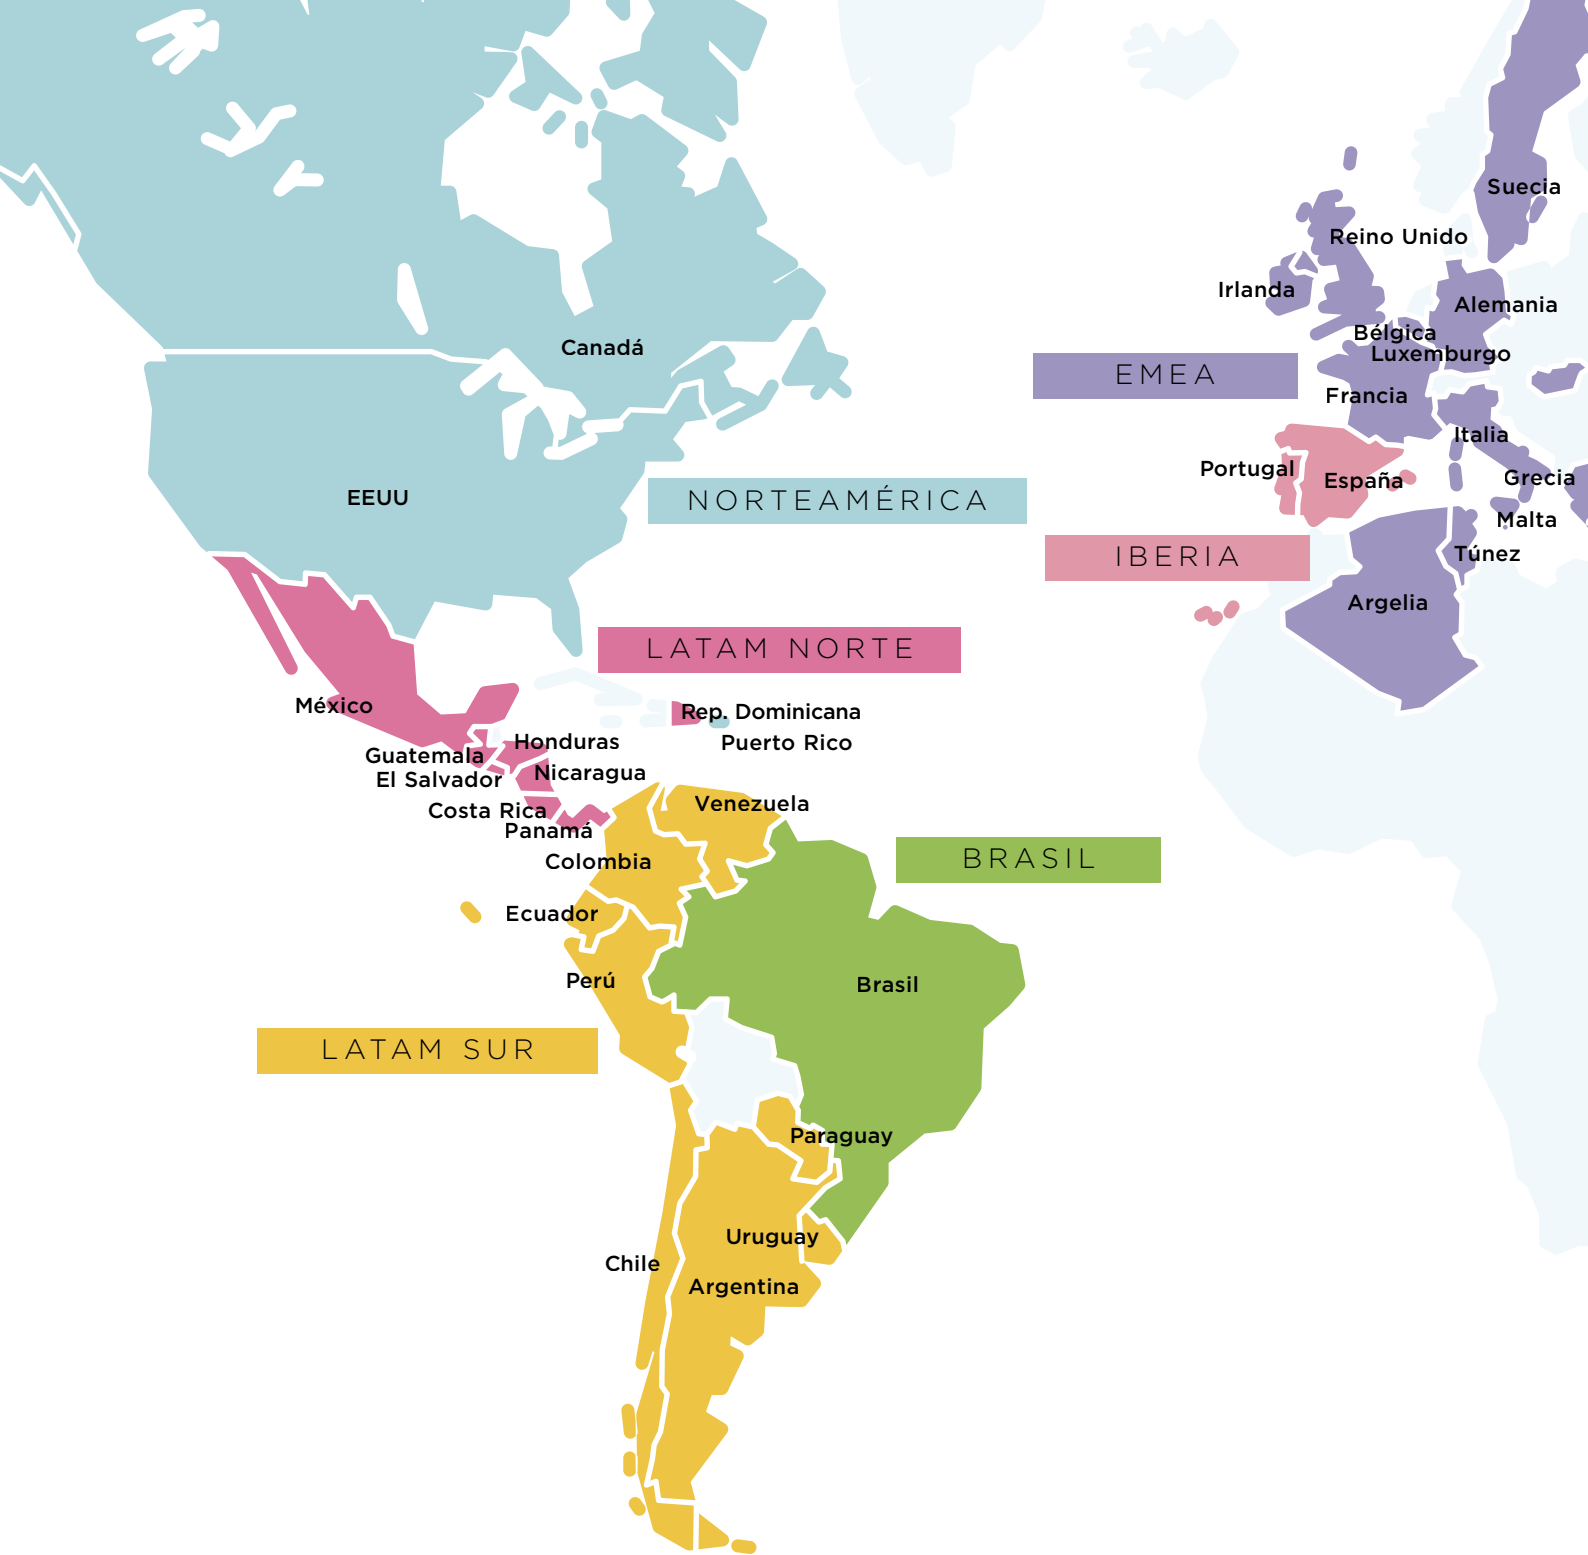 Suecia
Reino Unido
Irlanda
Alemania
Bélgica
Canadá
Luxemburgo
EMEA
Francia
Italia
Portugal
España
Grecia
EEUU
NORTEAMÉRICA
Malta
IBERIA
Túnez
Argelia
LATAM NORTE
México
Rep. Dominicana
Honduras
Puerto Rico
Guatemala
Nicaragua
El Salvador
Venezuela
Costa Rica
Panamá
BRASIL
Colombia
Ecuador
Perú
Brasil
LATAM SUR
Paraguay
Uruguay
Chile
Argentina